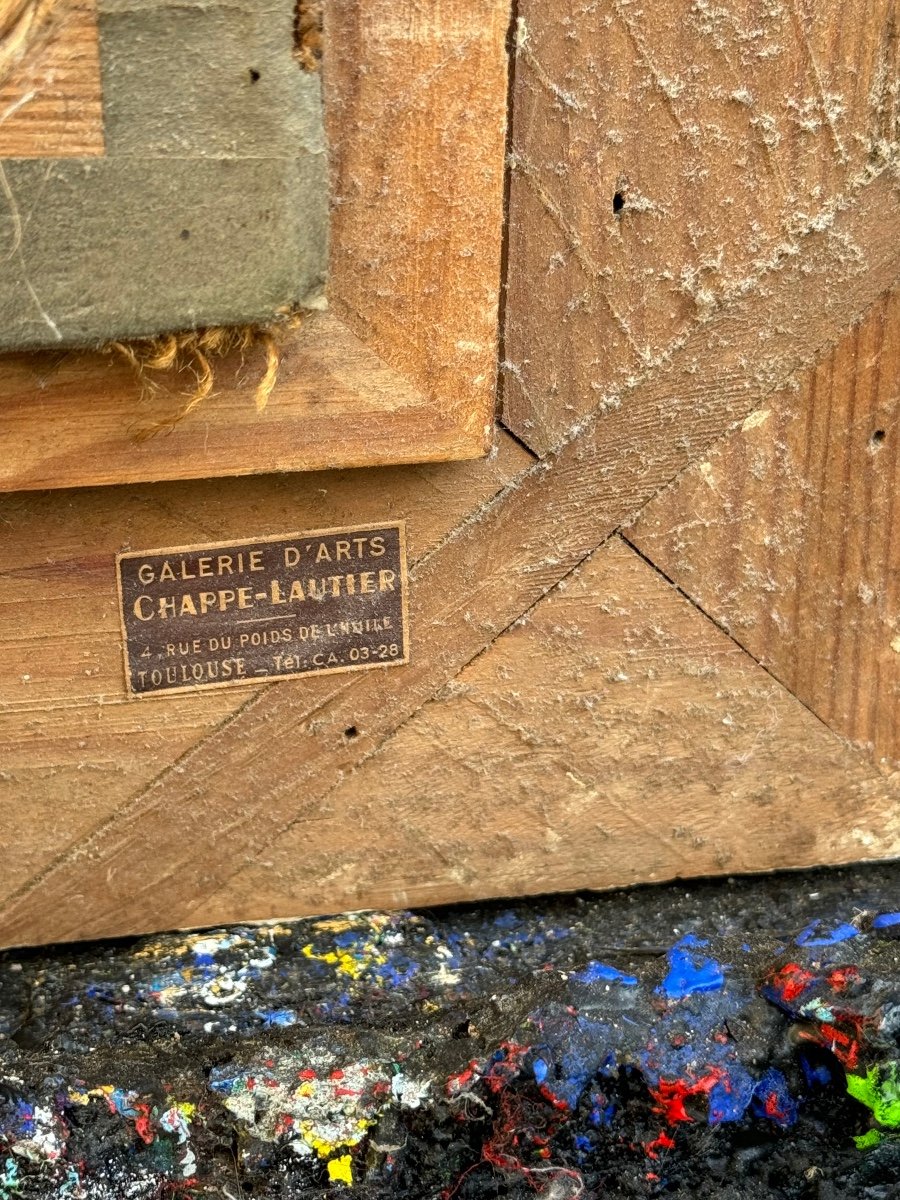 GALERIE D'ARTS
CHAPPE-LAUTIER
4, RUE DU POIDS DE L'HUILE
TOULOUSE - Tél. CA. 03-28